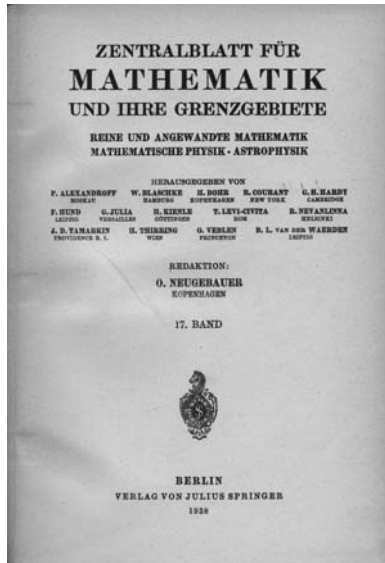 ZENTRALBLATT FÜR
MATHEMATIK
UND IHRE GRENZGEBIETE
REINE UND ANGEWANDTE MATHEMATIK
MATHEMATISCHE PHYSIK · ASTROPHYSIK
HERAUSGEGEBEN VON
P. ALEXANDROFF W. BLASCHKE H. BOHR R. COURANT G. H. HARDY
MOSKAU HAMBURG KOPENHAGEN NEW YORK CAMBRIDGE
F. HUND G. JULIA H. KIENLE T. LEVI-CIVITA R. NEVANLINNA
LEIPZIG VERSAILLES GÖTTINGEN ROM HELSINKI
J. D. TAMARKIN H. THIRRING O. VEBLEN B. L. VAN DER WAERDEN
PROVIDENCE R. I. WIEN PRINCETON LEIPZIG
REDAKTION:
O. NEUGEBAUER
KOPENHAGEN
17. BAND
BERLIN
VERLAG VON JULIUS SPRINGER
1938